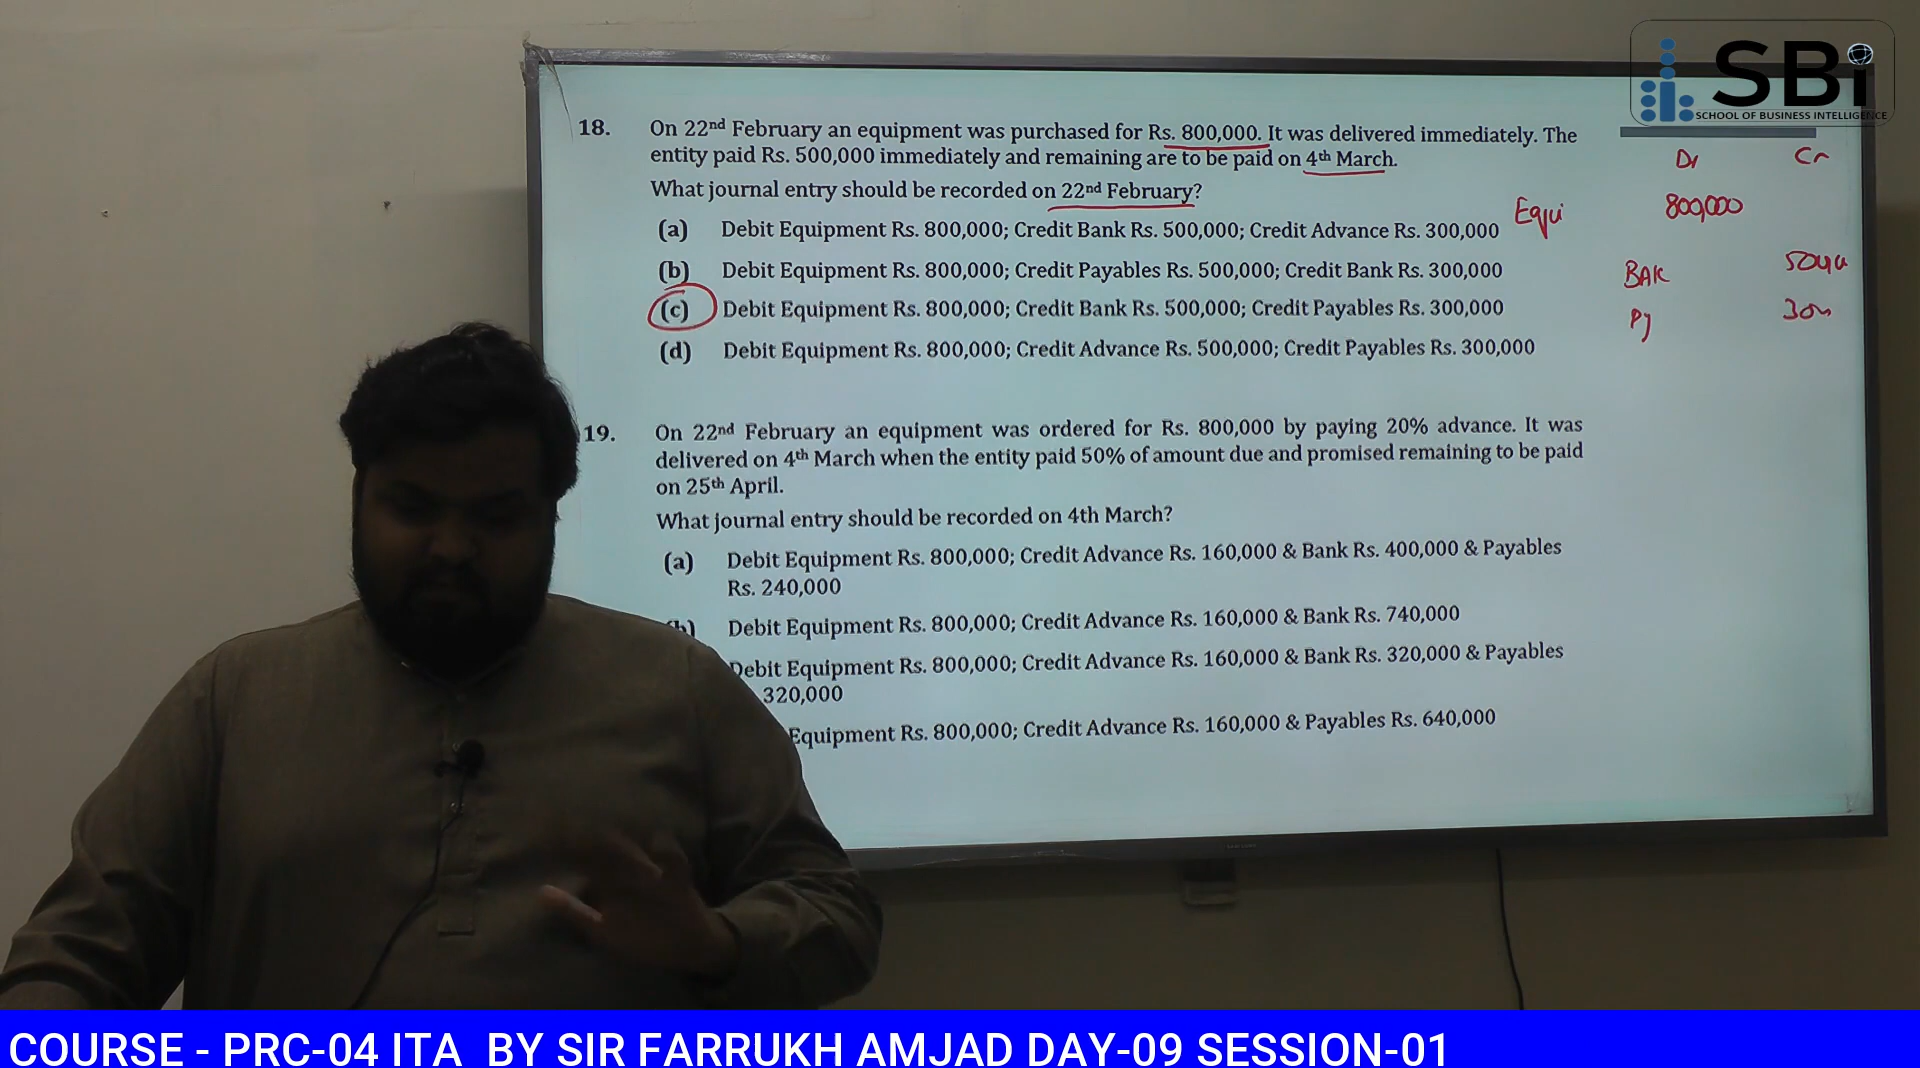 SBi
SCHOOL OF BUSINESS INTELLIGENCE
18. On 22nd February an equipment was purchased for Rs. 800,000. It was delivered immediately. The
entity paid Rs. 500,000 immediately and remaining are to be paid on 4th March.
What journal entry should be recorded on 22nd February?
(a) Debit Equipment Rs. 800,000; Credit Bank Rs. 500,000; Credit Advance Rs. 300,000
(b) Debit Equipment Rs. 800,000; Credit Payables Rs. 500,000; Credit Bank Rs. 300,000
(c) Debit Equipment Rs. 800,000; Credit Bank Rs. 500,000; Credit Payables Rs. 300,000
(d) Debit Equipment Rs. 800,000; Credit Advance Rs. 500,000; Credit Payables Rs. 300,000
Dr Cr
Equi 800,000
19. On 22nd February an equipment was ordered for Rs. 800,000 by paying 20% advance. It was
delivered on 4th March when the entity paid 50% of amount due and promised remaining to be paid
on 25th April.
What journal entry should be recorded on 4th March?
(a) Debit Equipment Rs. 800,000; Credit Advance Rs. 160,000 & Bank Rs. 400,000 & Payables
Rs. 240,000
Debit Equipment Rs. 800,000; Credit Advance Rs. 160,000 & Bank Rs. 740,000
Debit Equipment Rs. 800,000; Credit Advance Rs. 160,000 & Bank Rs. 320,000 & Payables
320,000
Equipment Rs. 800,000; Credit Advance Rs. 160,000 & Payables Rs. 640,000
COURSE - PRC-04 ITA BY SIR FARRUKH AMJAD DAY-09 SESSION-01